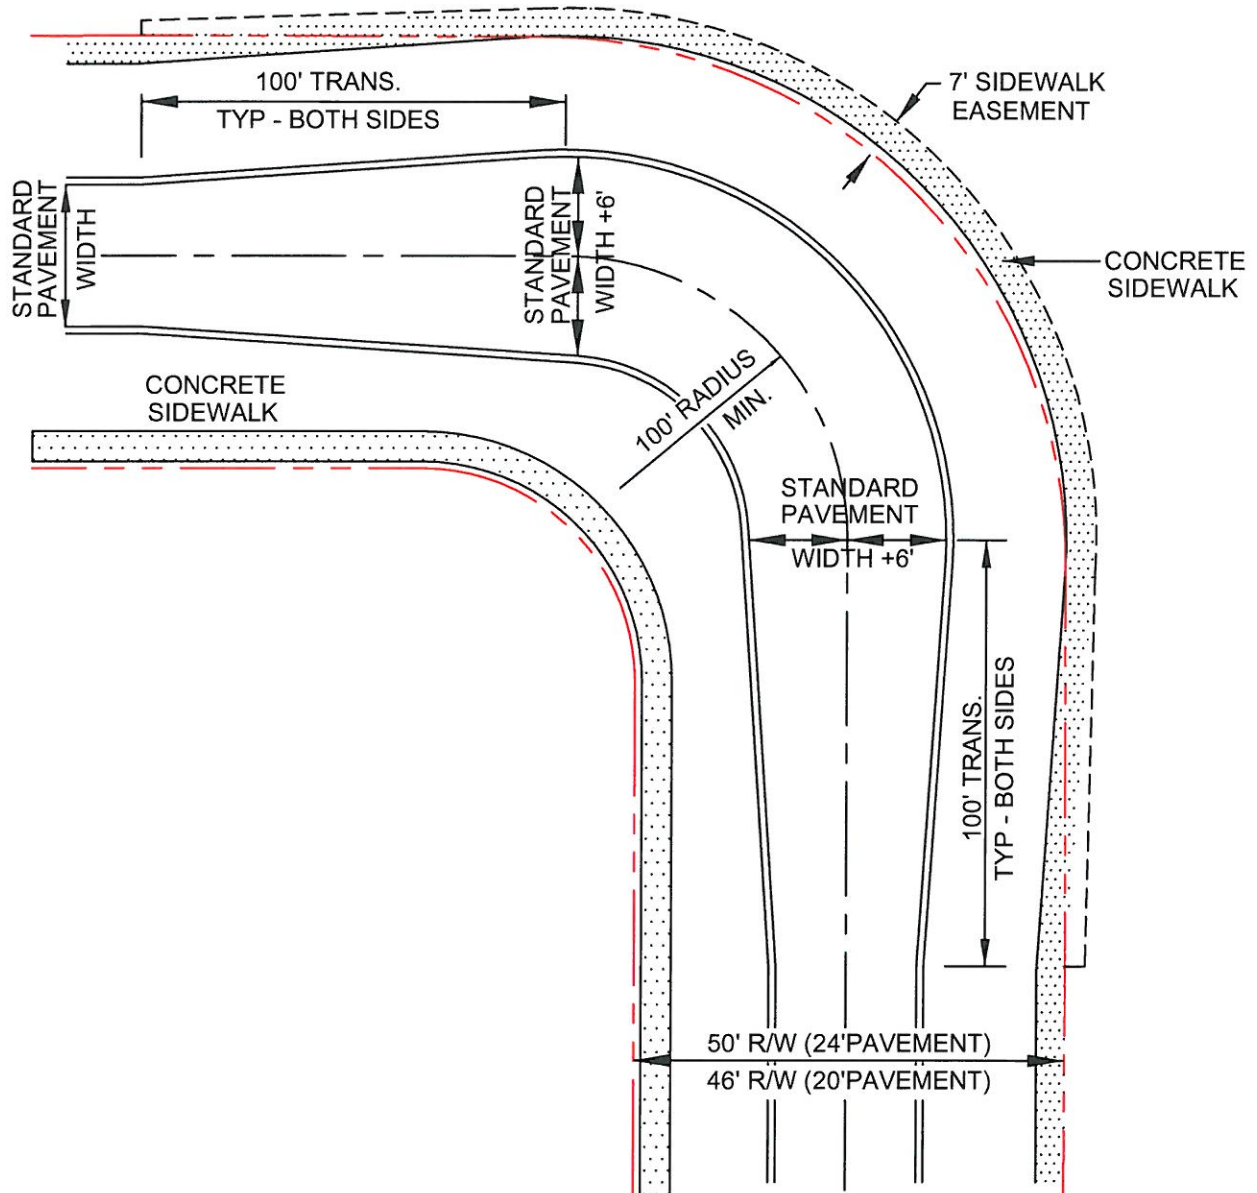 100' TRANS.
TYP - BOTH SIDES
7' SIDEWALK
EASEMENT
STANDARD
PAVEMENT
WIDTH
STANDARD
PAVEMENT
WIDTH +6'
CONCRETE
SIDEWALK
CONCRETE
SIDEWALK
100' RADIUS
MIN.
STANDARD
PAVEMENT
WIDTH +6'
100' TRANS.
TYP - BOTH SIDES
50' R/W (24'PAVEMENT)
46' R/W (20'PAVEMENT)